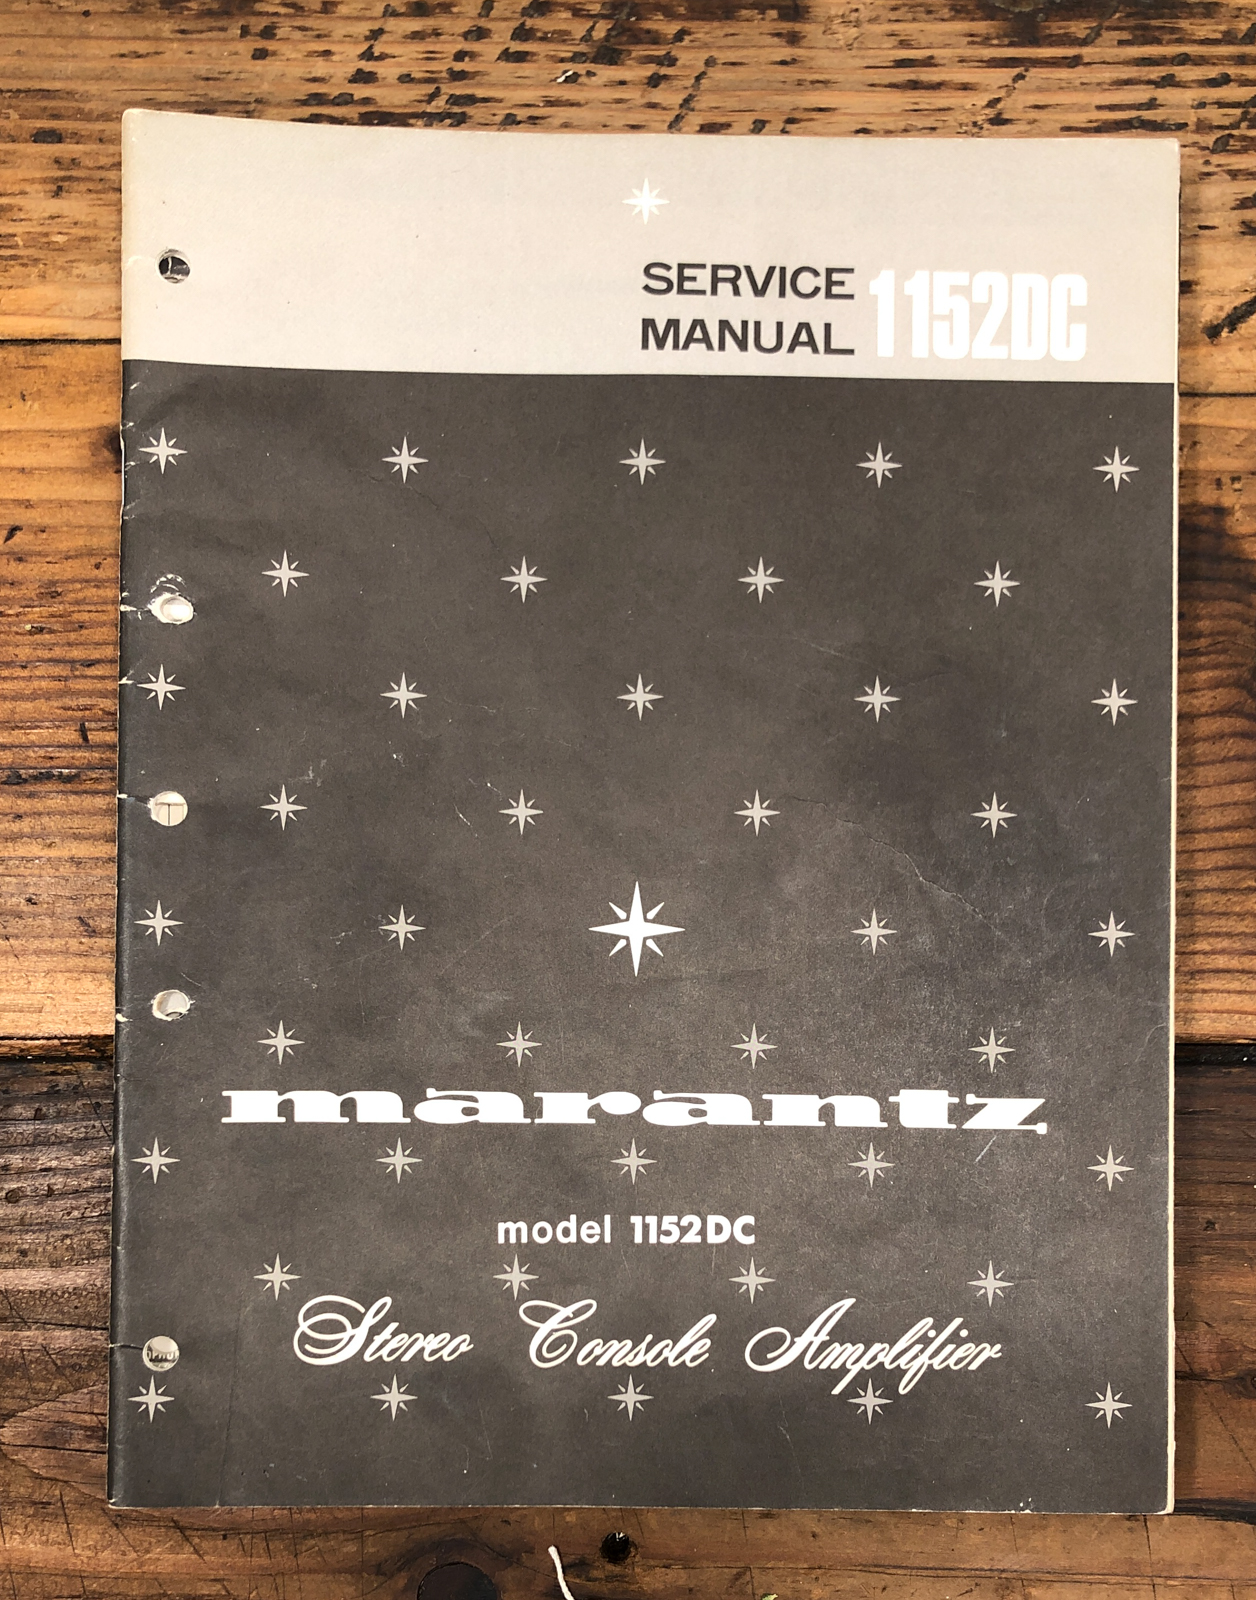 SERVICE
MANUAL 1152DC
marantz
model 1152DC
Stereo Console Amplifier